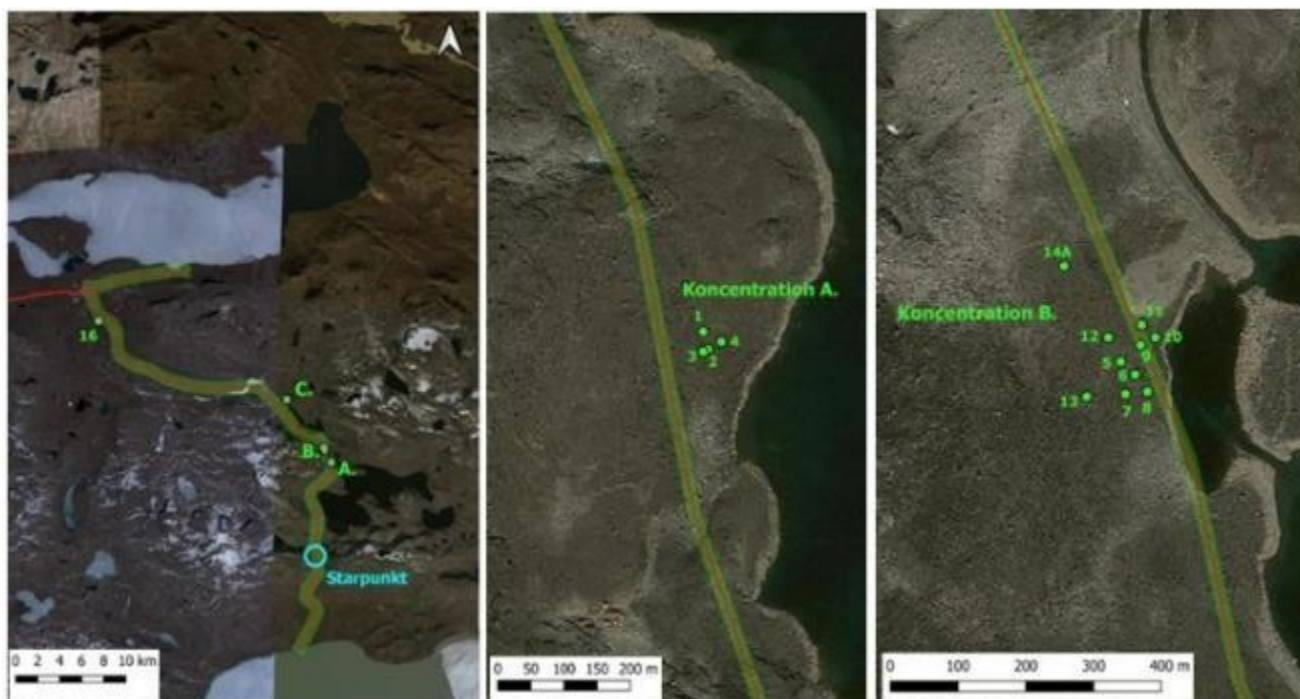 16
C.
B.
A.
Starpunkt
0 2 4 6 8 10 km
Koncentration A.
1
4
3
2
0 50 100 150 200 m
14A
Koncentration B.
11
12
10
9
5
6
13
7
8
0 100 200 300 400 m